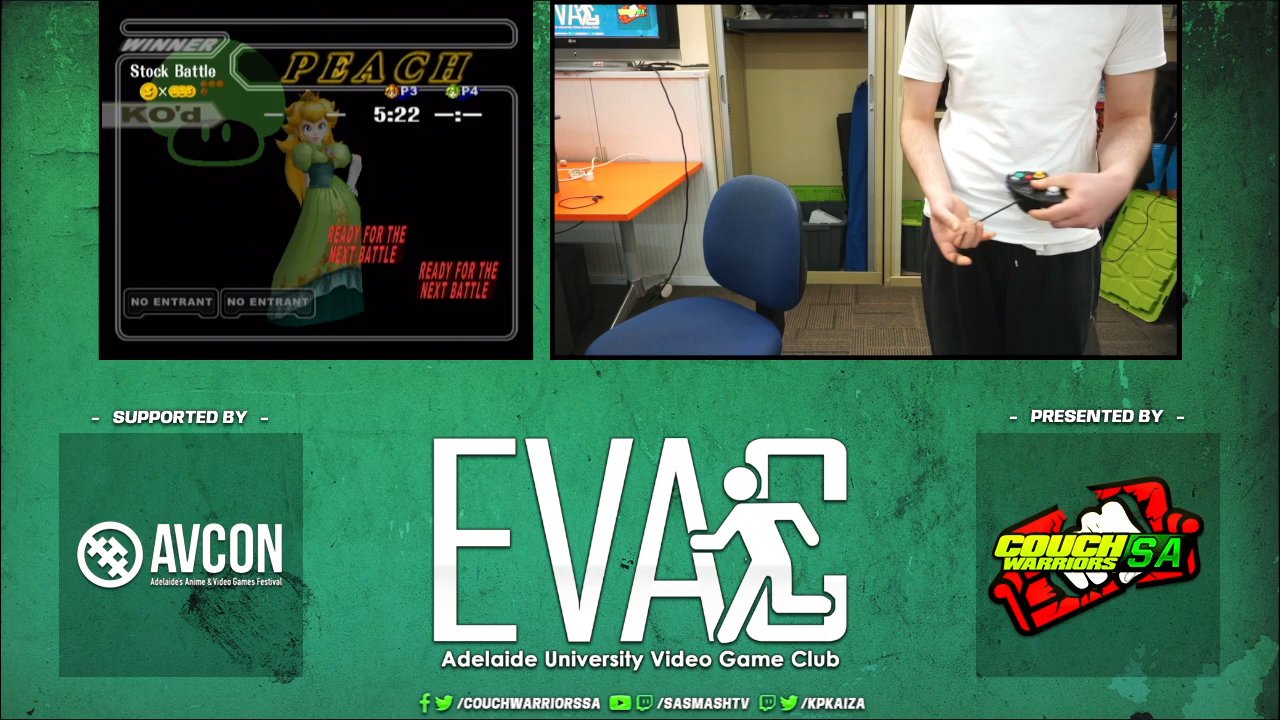 WINNER
PEACH
Stock Battle
P3
P4
KO'd
5:22
READY FOR THE
NEXT BATTLE
READY FOR THE
NEXT BATTLE
NO ENTRANT
NO ENTRANT
- SUPPORTED BY -
AVCON
Adelaide's Anime & Video Games Festival
EVAC
Adelaide University Video Game Club
- PRESENTED BY -
COUCH
WARRIORS
SA
/COUCHWARRIORSSA
/SASMASHTV
/KPKAIZA